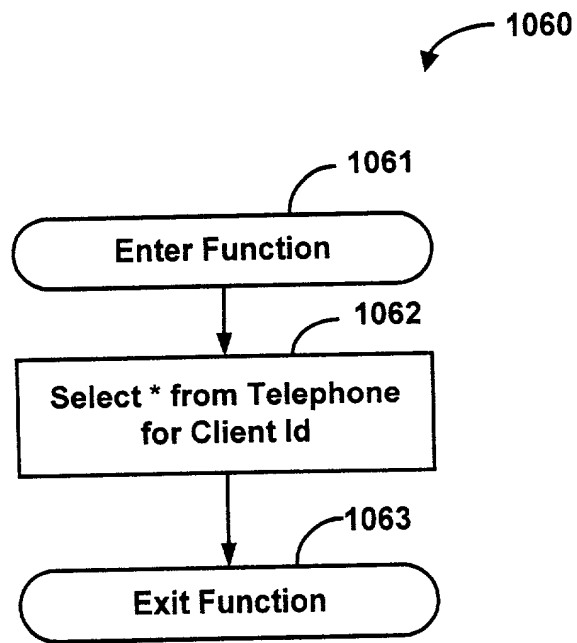 1060
1061
Enter Function
1062
Select * from Telephone
for Client Id
1063
Exit Function